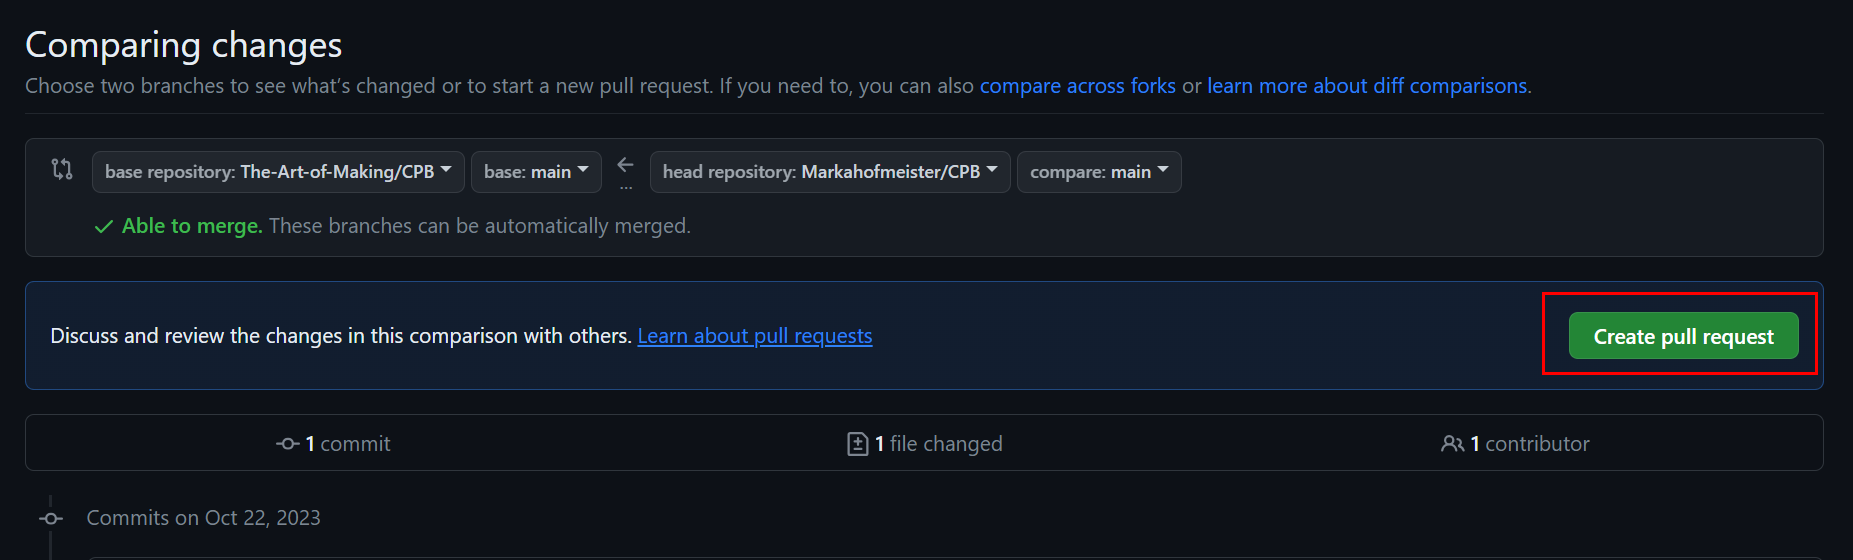 Comparing changes
Choose two branches to see what's changed or to start a new pull request. If you need to, you can also compare across forks or learn more about diff comparisons.
base repository: The-Art-of-Making/CPB base: main ... head repository: Markahofmeister/CPB compare: main
Able to merge. These branches can be automatically merged.
Discuss and review the changes in this comparison with others. Learn about pull requests Create pull request
1 commit 1 file changed 1 contributor
Commits on Oct 22, 2023